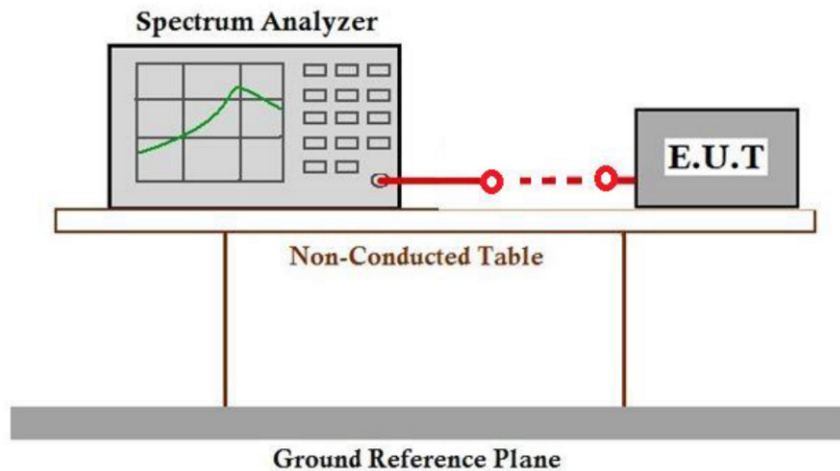 Spectrum Analyzer
E.U.T
Non-Conducted Table
Ground Reference Plane